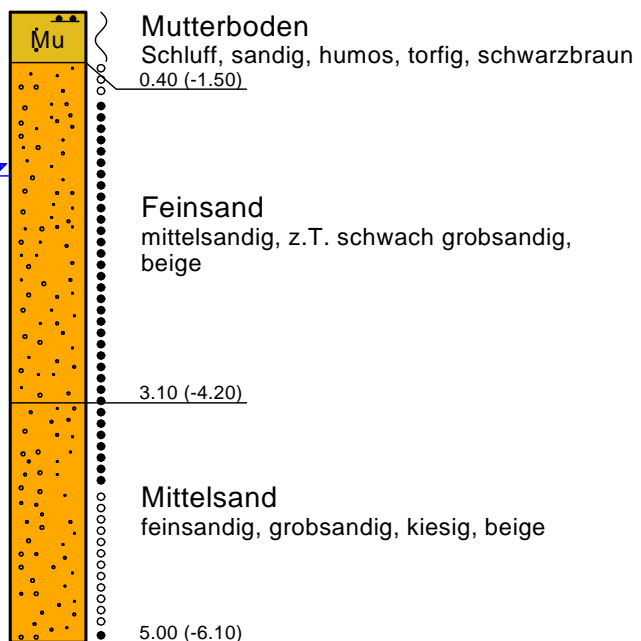 Mu
Mutterboden
Schluff, sandig, humos, torfig, schwarzbraun
0.40 (-1.50)
Feinsand
mittelsandig, z.T. schwach grobsandig,
beige
3.10 (-4.20)
Mittelsand
feinsandig, grobsandig, kiesig, beige
5.00 (-6.10)